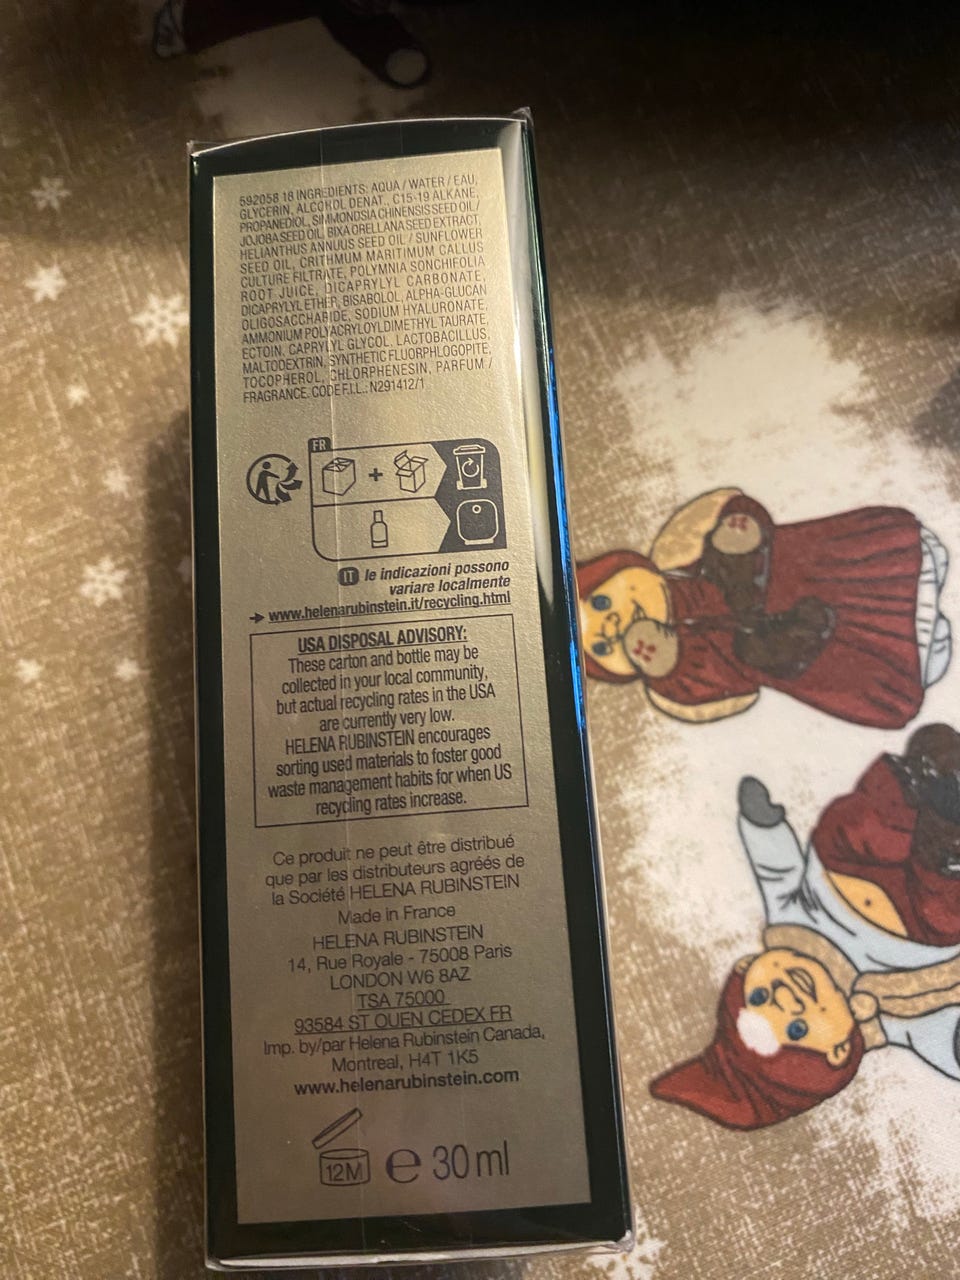 592058 18 INGREDIENTS: AQUA / WATER / EAU,
GLYCERIN, ALCOHOL DENAT., C15-19 ALKANE,
PROPANEDIOL, SIMMONDSIA CHINENSIS SEED OIL /
JOJOBA SEED OIL, BIXA ORELLANA SEED EXTRACT,
HELIANTHUS ANNUUS SEED OIL / SUNFLOWER
SEED OIL, CRITHMUM MARITIMUM CALLUS
CULTURE FILTRATE, POLYMNIA SONCHIFOLIA
ROOT JUICE, DICAPRYLYL CARBONATE,
DICAPRYLYL ETHER, BISABOLOL, ALPHA-GLUCAN
OLIGOSACCHARIDE, SODIUM HYALURONATE,
AMMONIUM POLYACRYLOYLDIMETHYL TAURATE,
ECTOIN, CAPRYLYL GLYCOL, LACTOBACILLUS,
MALTODEXTRIN, SYNTHETIC FLUORPHLOGOPITE,
TOCOPHEROL, CHLORPHENESIN, PARFUM /
FRAGRANCE. CODE F.I.L.: N291412/1
FR
+
IT le indicazioni possono
variare localmente
www.helenarubinstein.it/recycling.html
USA DISPOSAL ADVISORY:
These carton and bottle may be
collected in your local community,
but actual recycling rates in the USA
are currently very low.
HELENA RUBINSTEIN encourages
sorting used materials to foster good
waste management habits for when US
recycling rates increase.
Ce produit ne peut être distribué
que par les distributeurs agréés de
la Société HELENA RUBINSTEIN
Made in France
HELENA RUBINSTEIN
14, Rue Royale - 75008 Paris
LONDON W6 8AZ
TSA 75000
93584 ST OUEN CEDEX FR
Imp. by/par Helena Rubinstein Canada,
Montreal, H4T 1K5
www.helenarubinstein.com
12M e 30 ml